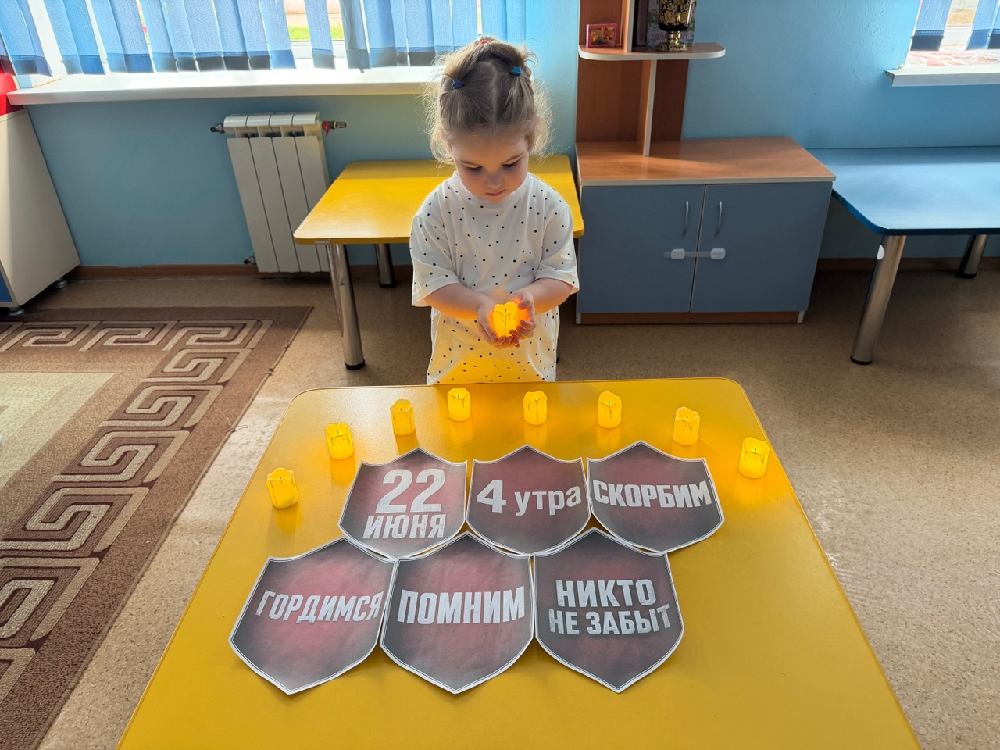 22
ИЮНЯ
4 утра
СКОРБИМ
ГОРДИМСЯ
ПОМНИМ
НИКТО
НЕ ЗАБЫТ